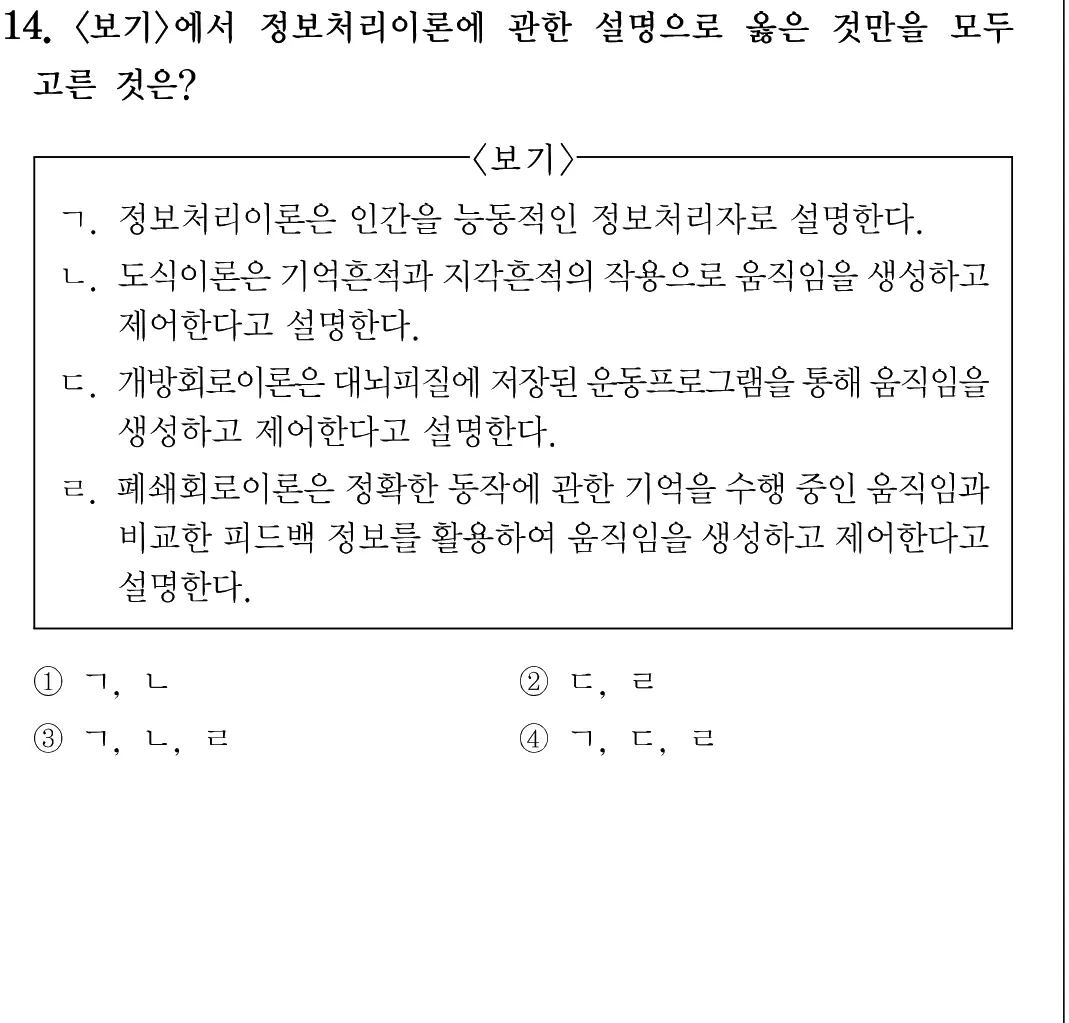 14. 〈보기〉에서 정보처리이론에 관한 설명으로 옳은 것만을 모두
고른 것은?
〈보기〉
ㄱ. 정보처리이론은 인간을 능동적인 정보처리자로 설명한다.
ㄴ. 도식이론은 기억흔적과 지각흔적의 작용으로 움직임을 생성하고
제어한다고 설명한다.
ㄷ. 개방회로이론은 대뇌피질에 저장된 운동프로그램을 통해 움직임을
생성하고 제어한다고 설명한다.
ㄹ. 폐쇄회로이론은 정확한 동작에 관한 기억을 수행 중인 움직임과
비교한 피드백 정보를 활용하여 움직임을 생성하고 제어한다고
설명한다.
① ㄱ, ㄴ ② ㄷ, ㄹ
③ ㄱ, ㄴ, ㄹ ④ ㄱ, ㄷ, ㄹ